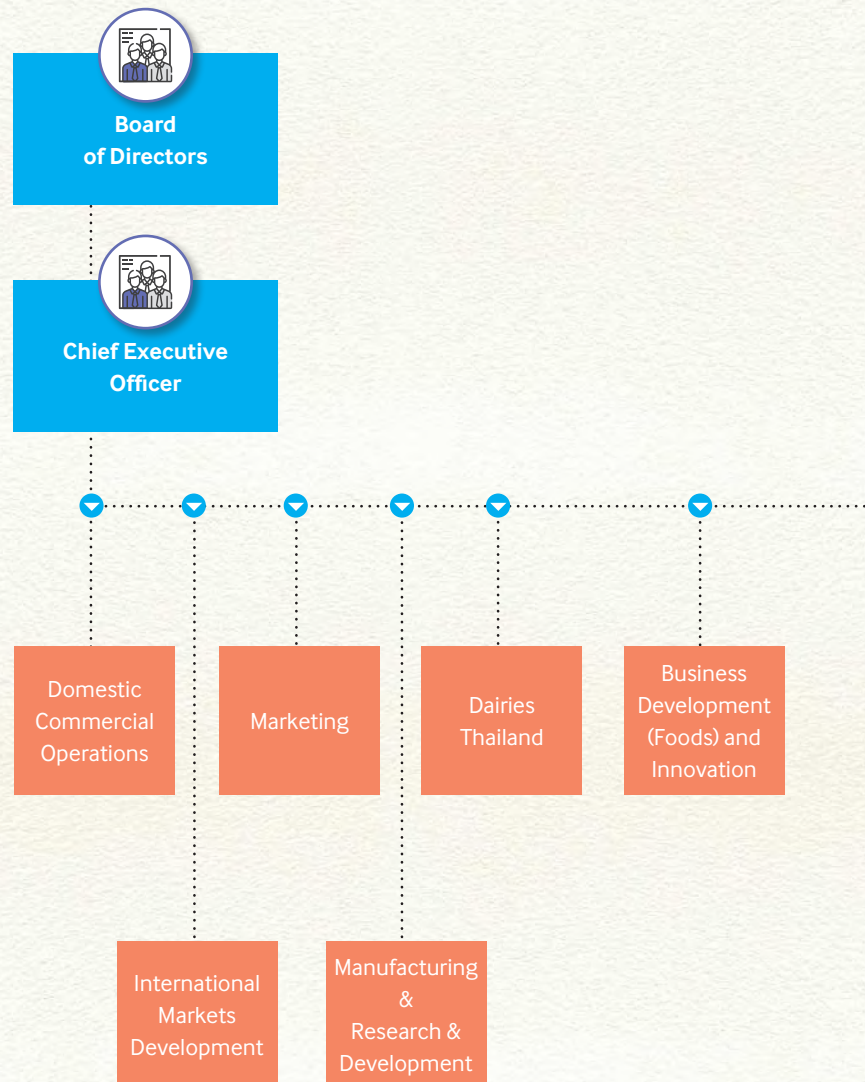 Board
of Directors
Chief Executive
Officer
Domestic
Commercial
Operations
Marketing
Dairies
Thailand
Business
Development
(Foods) and
Innovation
International
Markets
Development
Manufacturing
&
Research &
Development